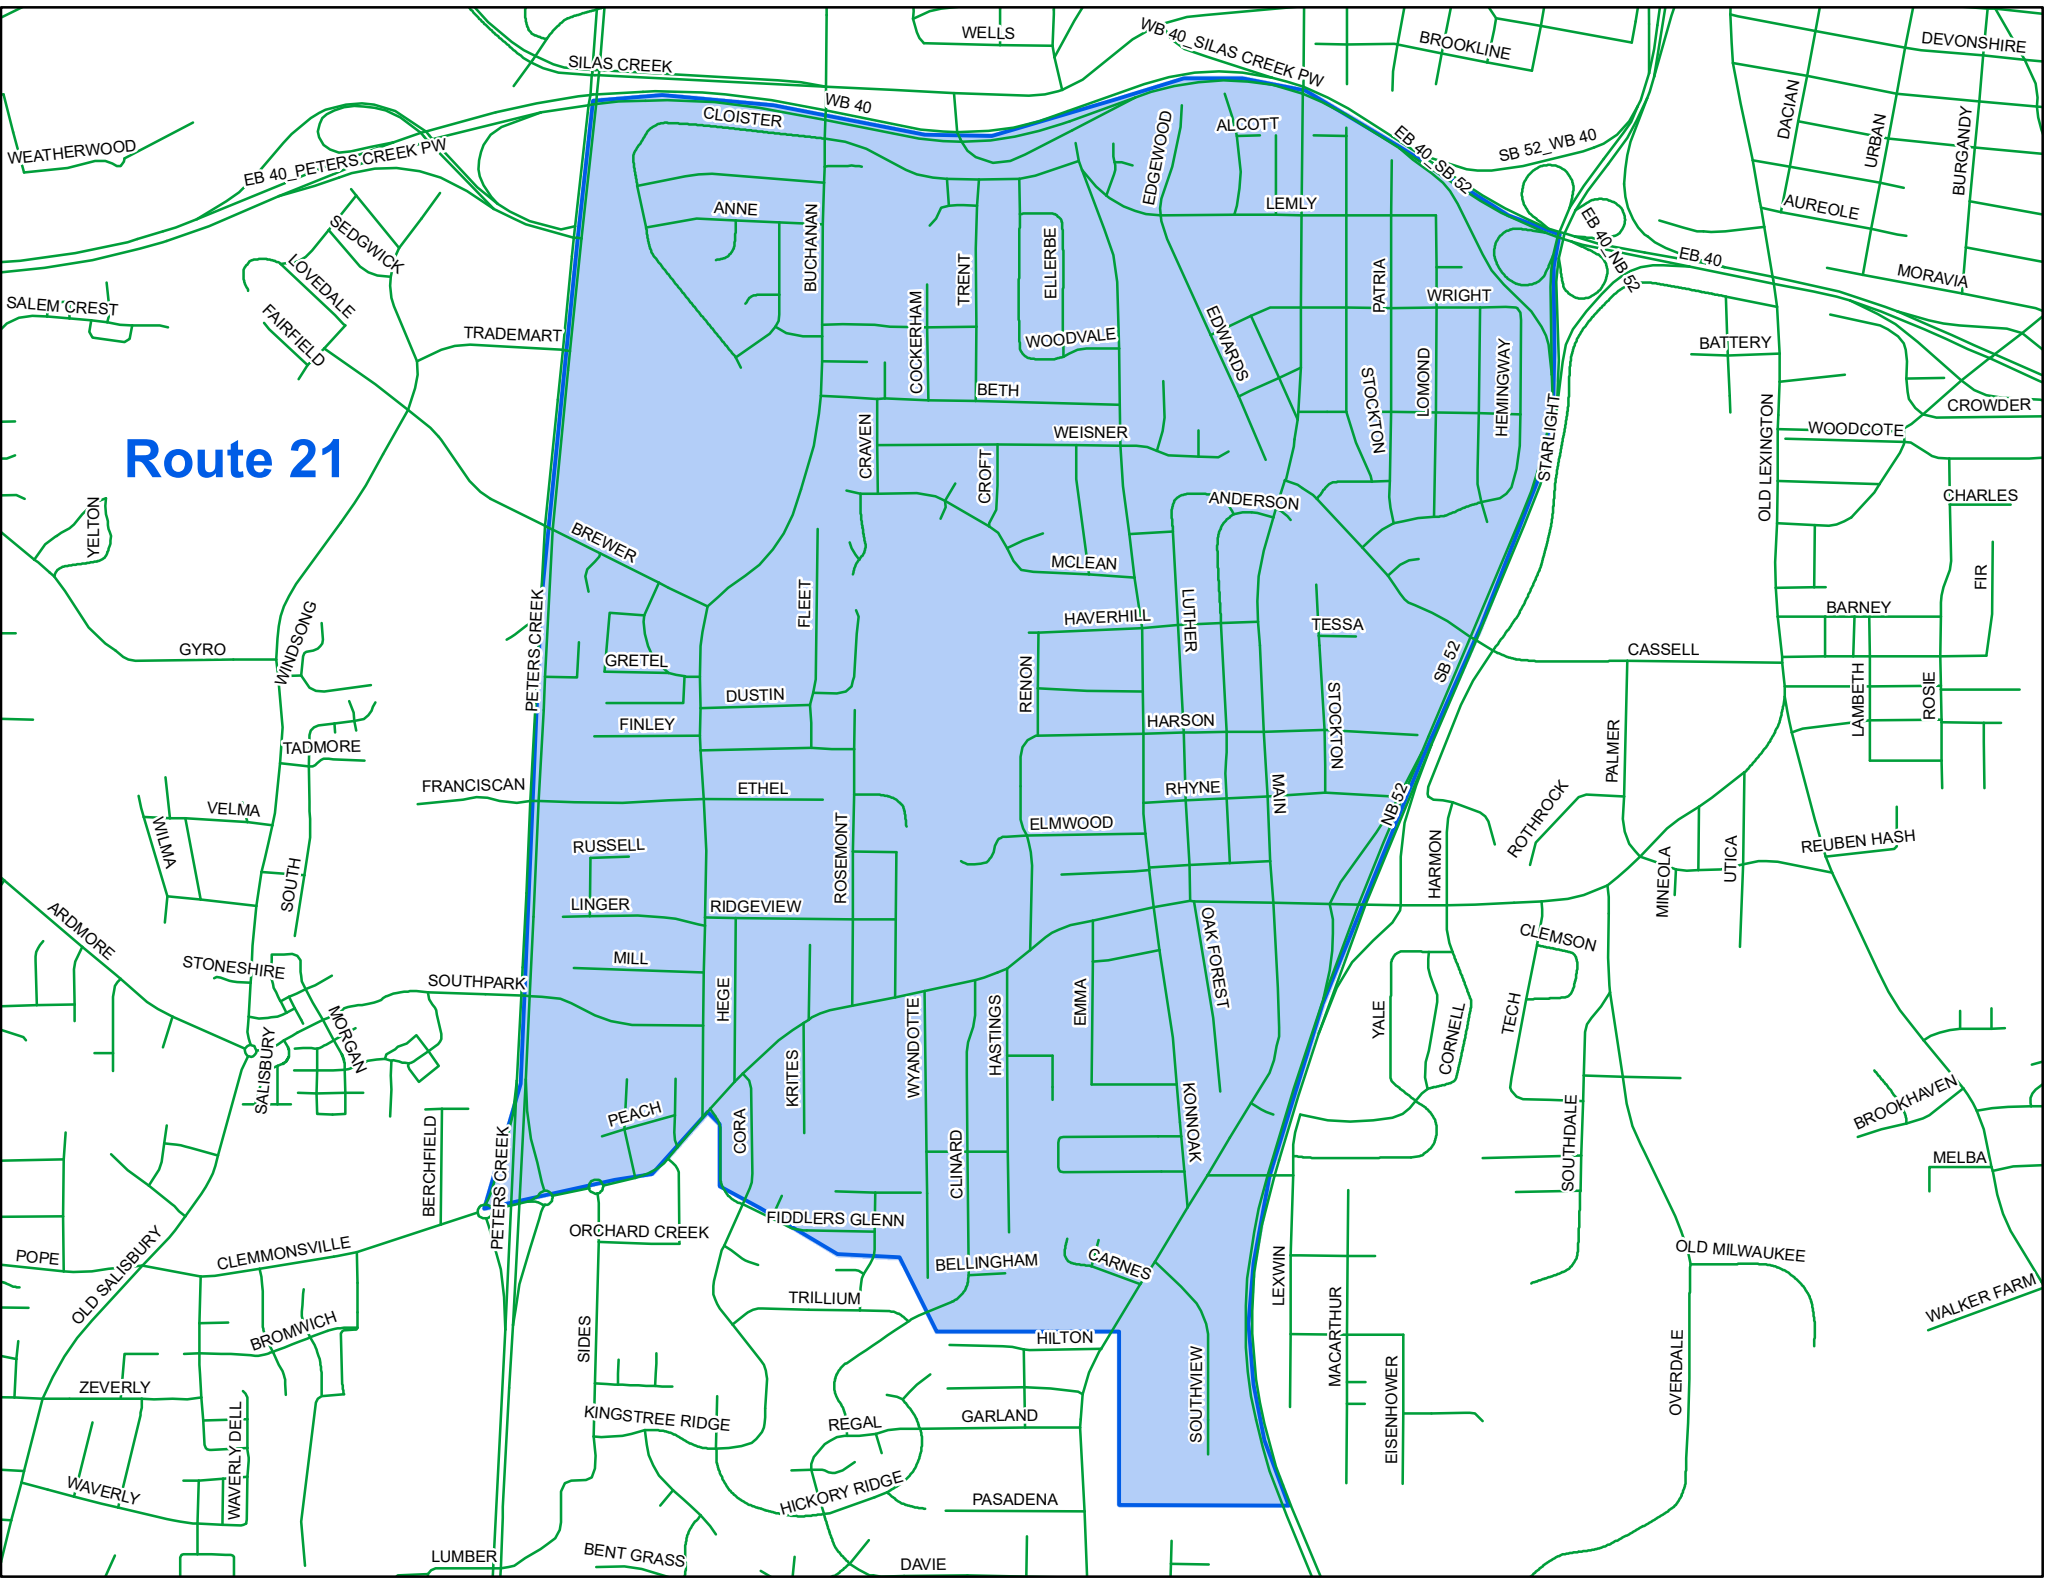 WELLS
WB 40_SILAS CREEK PW
BROOKLINE
DEVONSHIRE
SILAS CREEK
WB 40
CLOISTER
ALCOTT
EDGEWOOD
DACIAN
URBAN
BURGANDY
WEATHERWOOD
EB 40_PETERS CREEK PW
EB 40_SB 52
SB 52_WB 40
SEDGWICK
ANNE
BUCHANAN
LEMLY
AUREOLE
EB 40_NB 52
EB 40
MORAVIA
LOVEDALE
TRENT
ELLERBE
PATRIA
WRIGHT
SALEM CREST
FAIRFIELD
TRADEMART
COCKERHAM
WOODVALE
EDWARDS
BATTERY
BETH
STOCKTON
LOMOND
HEMINGWAY
STARLIGHT
OLD LEXINGTON
CROWDER
Route 21
CRAVEN
WEISNER
CROFT
WOODCOTE
YELTON
ANDERSON
CHARLES
BREWER
MCLEAN
FIR
PETERS CREEK
FLEET
HAVERHILL
LUTHER
TESSA
BARNEY
GYRO
WINDSONG
GRETEL
RENON
SB 52
CASSELL
DUSTIN
STOCKTON
LAMBETH
ROSIE
FINLEY
HARSON
TADMORE
PALMER
FRANCISCAN
ETHEL
RHYNE
MAIN
NB 52
VELMA
WILMA
ROSEMONT
ELMWOOD
ROTHROCK
RUSSELL
HARMON
MINEOLA
UTICA
REUBEN HASH
SOUTH
LINGER
RIDGEVIEW
ARDMORE
OAK FOREST
CLEMSON
STONESHIRE
MILL
SOUTHPARK
HEGE
WYANDOTTE
HASTINGS
EMMA
YALE
CORNELL
TECH
MORGAN
SALISBURY
KRITES
BROOKHAVEN
PEACH
CORA
KONNOAK
SOUTHDALE
BERCHFIELD
PETERS CREEK
CLINARD
MELBA
FIDDLERS GLENN
ORCHARD CREEK
POPE
OLD SALISBURY
CLEMMONSVILLE
BELLINGHAM
CARNES
LEXWIN
OLD MILWAUKEE
TRILLIUM
WALKER FARM
BROMWICH
SIDES
HILTON
MACARTHUR
SOUTHVIEW
EISENHOWER
OVERDALE
ZEVERLY
KINGSTREE RIDGE
REGAL
GARLAND
WAVERLY DELL
WAVERLY
HICKORY RIDGE
PASADENA
LUMBER
BENT GRASS
DAVIE